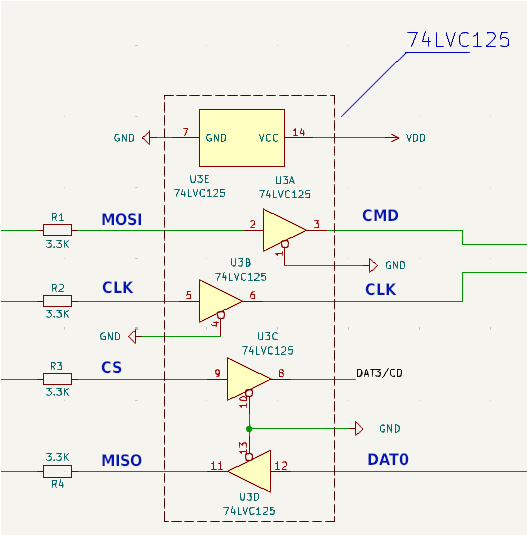 74LVC125
GND 7 GND VCC 14 VDD
U3E
74LVC125
U3A
74LVC125
R1
3.3K
MOSI
2 3
1
CMD
GND
U3B
74LVC125
R2
3.3K
CLK
5 6
4
CLK
GND
U3C
74LVC125
R3
3.3K
CS
9 8
10
DAT3/CD
GND
13
3.3K
R4
MISO
11 12
DAT0
U3D
74LVC125